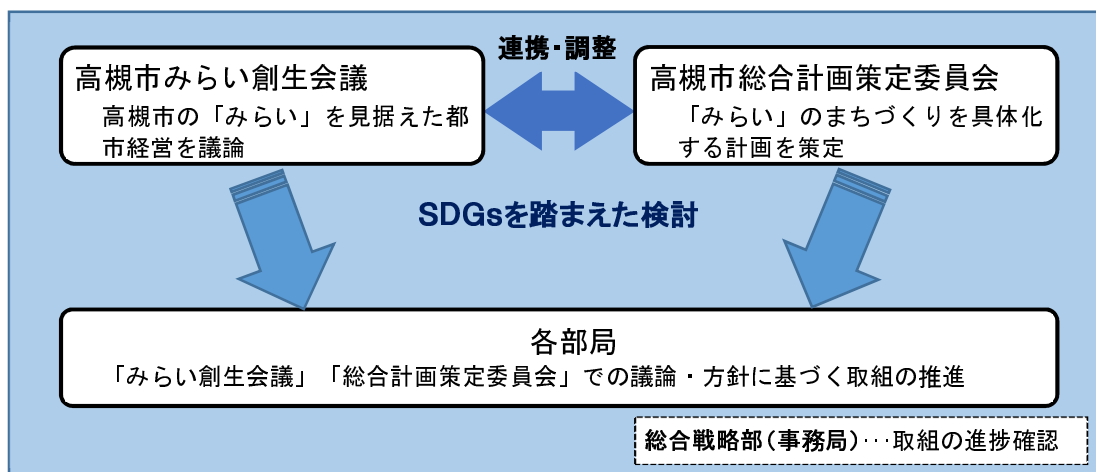 連携・調整
高槻市みらい創生会議
高槻市の「みらい」を見据えた都
市経営を議論
高槻市総合計画策定委員会
「みらい」のまちづくりを具体化
する計画を策定
SDGsを踏まえた検討
各部局
「みらい創生会議」「総合計画策定委員会」での議論・方針に基づく取組の推進
総合戦略部（事務局）･･･取組の進捗確認